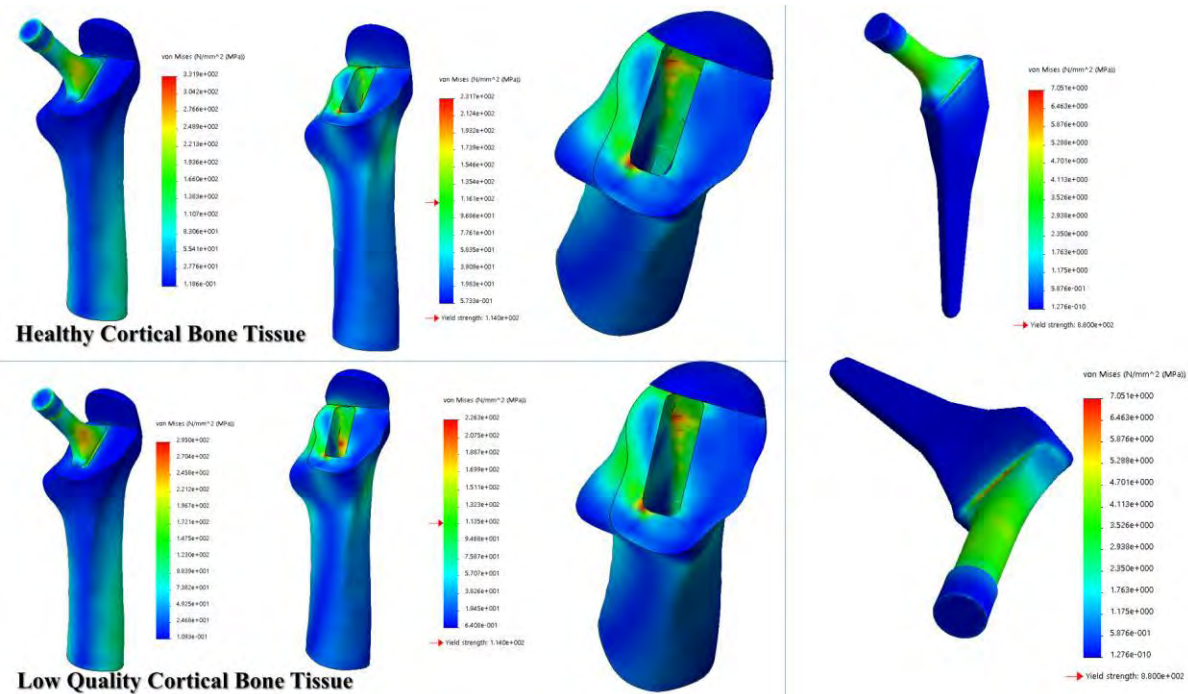 von Mises (N/mm^2 (MPa))
3.319e+002
3.042e+002
2.766e+002
2.489e+002
2.213e+002
1.936e+002
1.660e+002
1.383e+002
1.107e+002
8.306e+001
5.541e+001
2.776e+001
1.186e-001
von Mises (N/mm^2 (MPa))
2.317e+002
2.124e+002
1.932e+002
1.739e+002
1.546e+002
1.354e+002
1.161e+002
9.686e+001
7.761e+001
5.835e+001
3.908e+001
1.983e+001
5.733e-001
Yield strength: 1.140e+002
Healthy Cortical Bone Tissue
von Mises (N/mm^2 (MPa))
7.051e+000
6.463e+000
5.876e+000
5.288e+000
4.701e+000
4.113e+000
3.526e+000
2.938e+000
2.350e+000
1.763e+000
1.175e+000
5.876e-001
1.276e-010
Yield strength: 8.800e+002
von Mises (N/mm^2 (MPa))
2.950e+002
2.704e+002
2.458e+002
2.212e+002
1.967e+002
1.721e+002
1.475e+002
1.230e+002
9.839e+001
7.382e+001
4.925e+001
2.468e+001
1.093e-001
von Mises (N/mm^2 (MPa))
2.263e+002
2.075e+002
1.887e+002
1.699e+002
1.511e+002
1.323e+002
1.135e+002
9.468e+001
7.587e+001
5.707e+001
3.826e+001
1.945e+001
6.408e-001
Yield strength: 1.140e+002
Low Quality Cortical Bone Tissue
von Mises (N/mm^2 (MPa))
7.051e+000
6.463e+000
5.876e+000
5.288e+000
4.701e+000
4.113e+000
3.526e+000
2.938e+000
2.350e+000
1.763e+000
1.175e+000
5.876e-001
1.276e-010
Yield strength: 8.800e+002